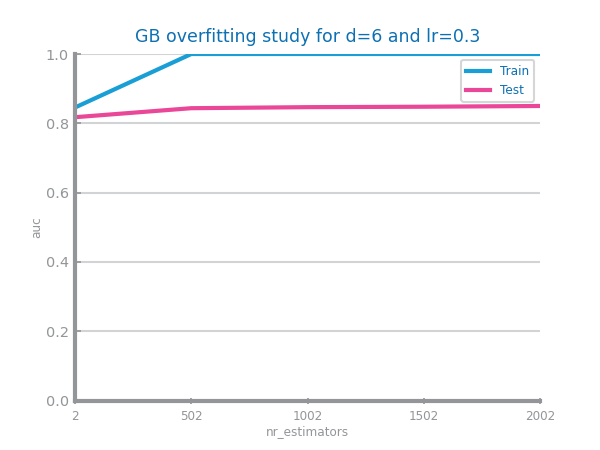 GB overfitting study for d=6 and lr=0.3
1.0
Train
Test
0.8
0.6
auc
0.4
0.2
0.0
2 502 1002 1502 2002
nr_estimators